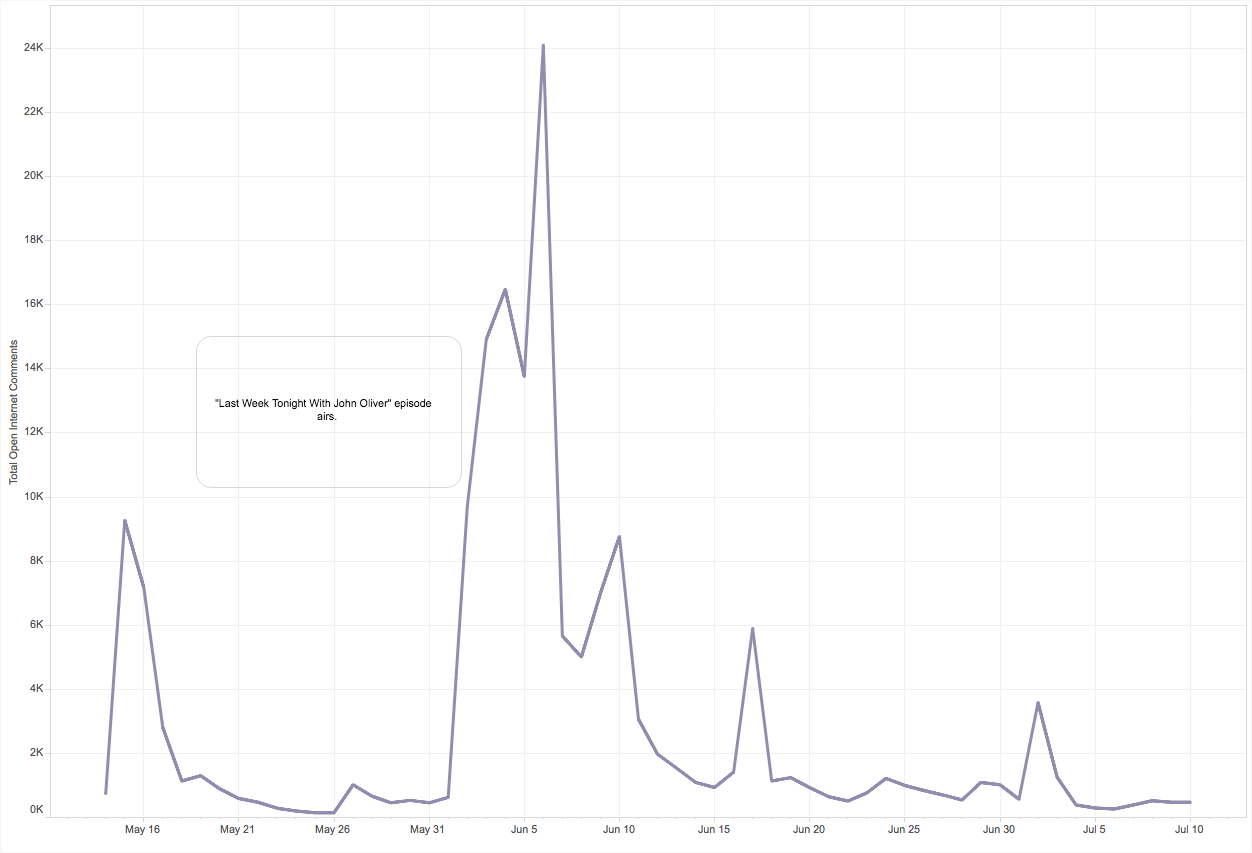 24K
22K
20K
18K
16K
14K
12K
10K
8K
6K
4K
2K
0K
Total Open Internet Comments
"Last Week Tonight With John Oliver" episode
airs.
May 16
May 21
May 26
May 31
Jun 5
Jun 10
Jun 15
Jun 20
Jun 25
Jun 30
Jul 5
Jul 10